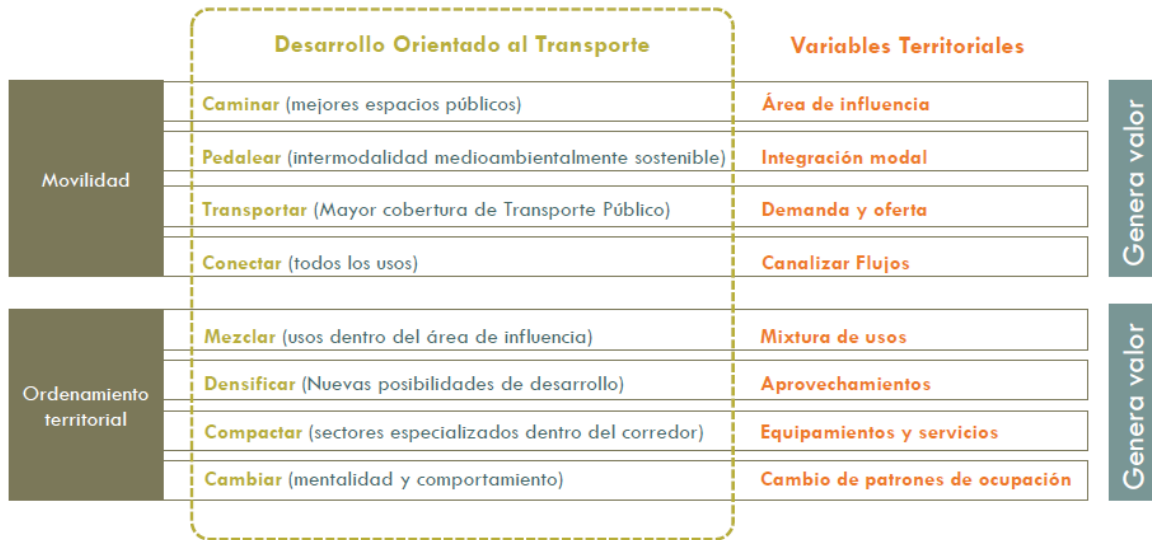 Desarrollo Orientado al Transporte
Variables Territoriales
Movilidad
Caminar (mejores espacios públicos)
Área de influencia
Pedalear (intermodalidad medioambientalmente sostenible)
Integración modal
Transportar (Mayor cobertura de Transporte Público)
Demanda y oferta
Conectar (todos los usos)
Canalizar Flujos
Genera valor
Ordenamiento
territorial
Mezclar (usos dentro del área de influencia)
Mixtura de usos
Densificar (Nuevas posibilidades de desarrollo)
Aprovechamientos
Compactar (sectores especializados dentro del corredor)
Equipamientos y servicios
Cambiar (mentalidad y comportamiento)
Cambio de patrones de ocupación
Genera valor